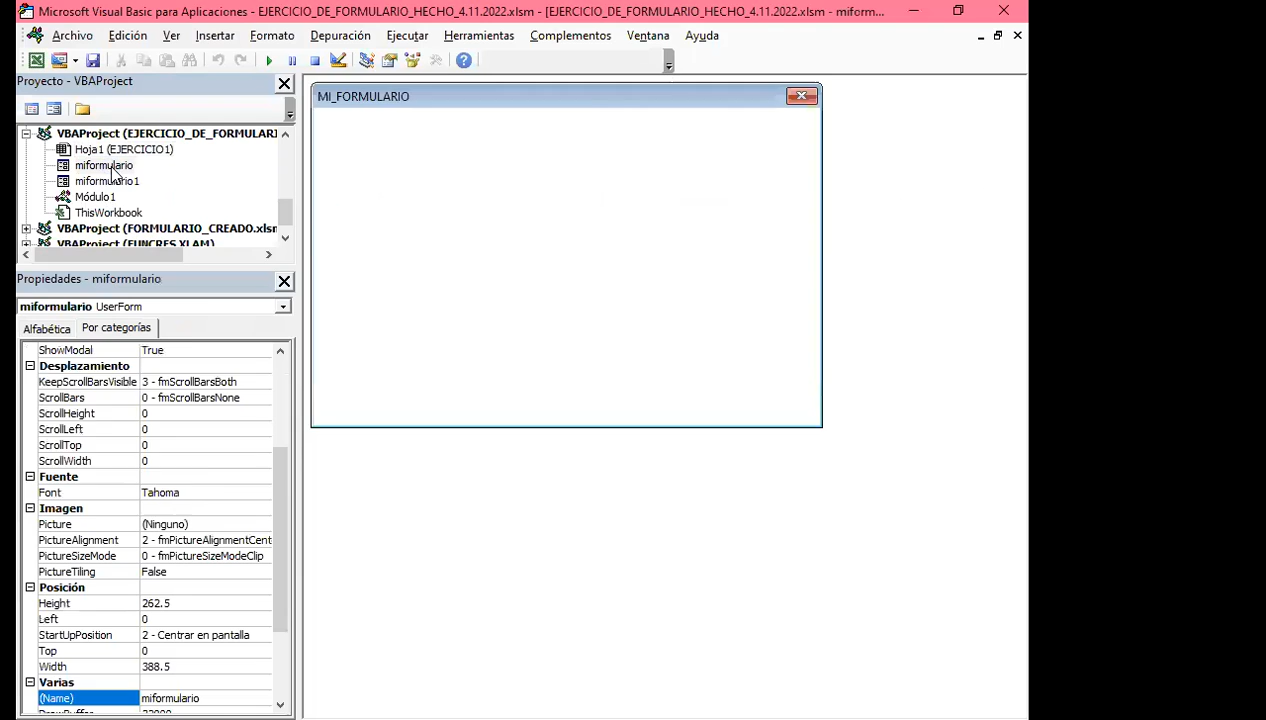 Microsoft Visual Basic para Aplicaciones - EJERCICIO_DE_FORMULARIO_HECHO_4.11.2022.xlsm - [EJERCICIO_DE_FORMULARIO_HECHO_4.11.2022.xlsm - miform...
Archivo Edición Ver Insertar Formato Depuración Ejecutar Herramientas Complementos Ventana Ayuda
Proyecto - VBAProject
VBAProject (EJERCICIO_DE_FORMULARI
Hoja1 (EJERCICIO1)
miformulario
miformulario1
Módulo1
ThisWorkbook
VBAProject (FORMULARIO_CREADO.xlsm
VBAProject (FUNCRES.XLAM)
Propiedades - miformulario
miformulario UserForm
Alfabética Por categorías
ShowModal True
Desplazamiento
KeepScrollBarsVisible 3 - fmScrollBarsBoth
ScrollBars 0 - fmScrollBarsNone
ScrollHeight 0
ScrollLeft 0
ScrollTop 0
ScrollWidth 0
Fuente
Font Tahoma
Imagen
Picture (Ninguno)
PictureAlignment 2 - fmPictureAlignmentCent
PictureSizeMode 0 - fmPictureSizeModeClip
PictureTiling False
Posición
Height 262.5
Left 0
StartUpPosition 2 - Centrar en pantalla
Top 0
Width 388.5
Varias
(Name) miformulario
DrawBuffer 32000
MI_FORMULARIO